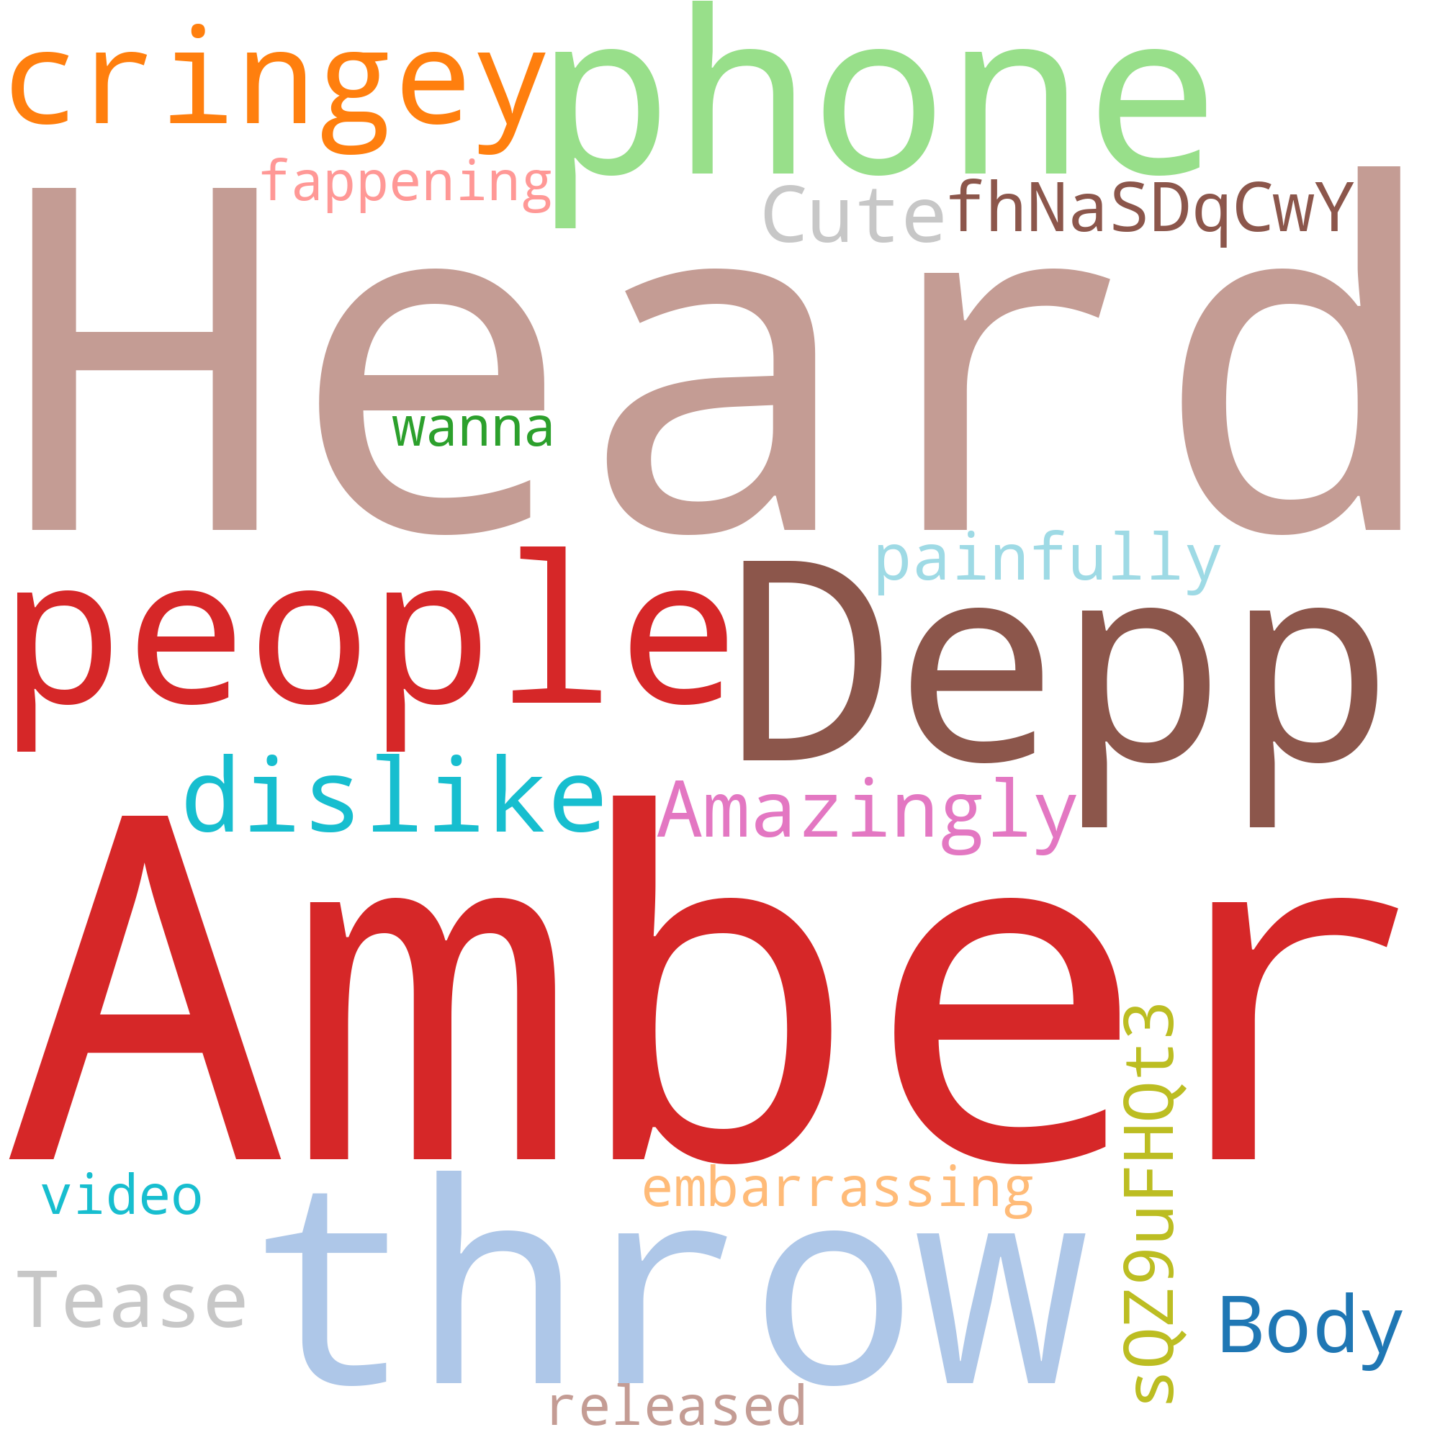 cringey phone
fappening Cute fhNaSDqCwY
Heard
wanna
painfully
people Depp
dislike Amazingly
Amber
sQZ9uFHQt3
video embarrassing
throw
Tease Body
released